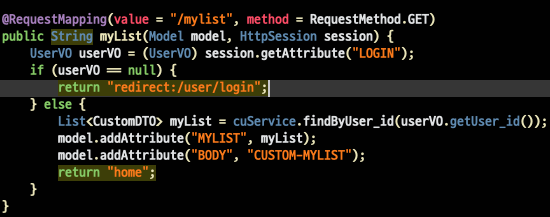 @RequestMapping(value = "/mylist", method = RequestMethod.GET)
public String myList(Model model, HttpSession session) {
UserVO userVO = (UserVO) session.getAttribute("LOGIN");
if (userVO == null) {
return "redirect:/user/login";
} else {
List<CustomDTO> myList = cuService.findByUser_id(userVO.getUser_id());
model.addAttribute("MYLIST", myList);
model.addAttribute("BODY", "CUSTOM-MYLIST");
return "home";
}
}